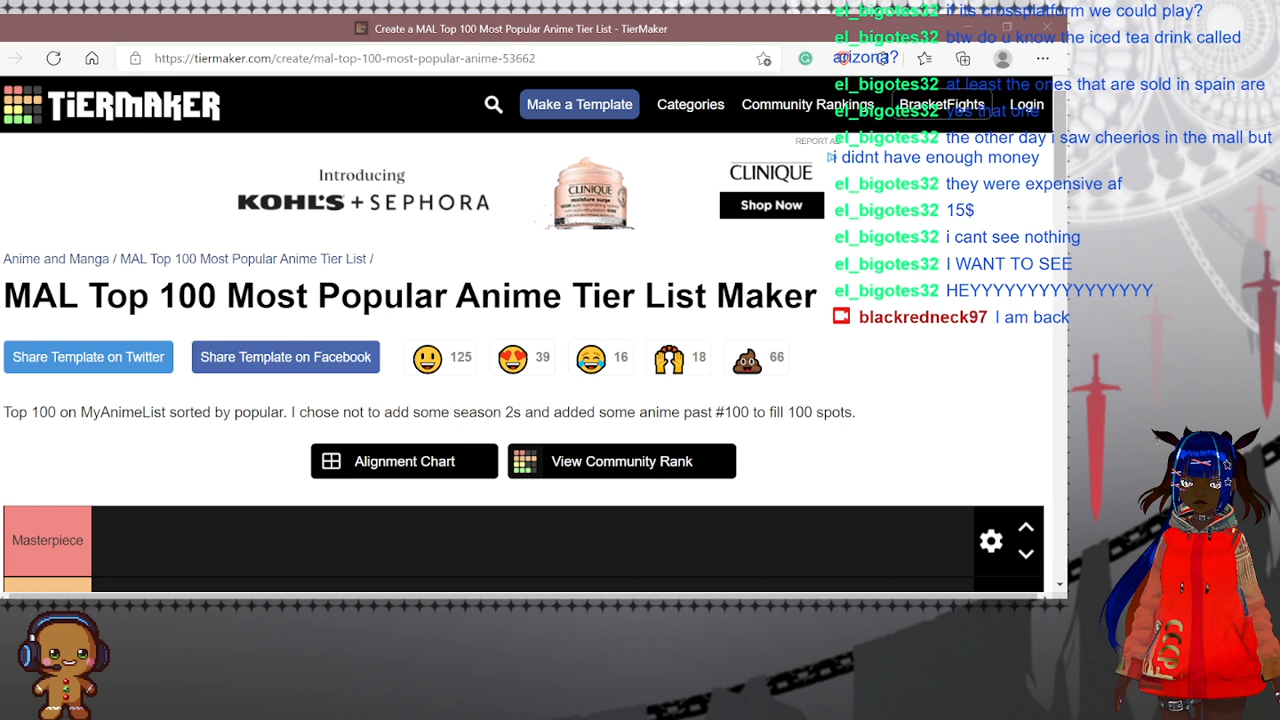 el_bigotes32 if its crossplatform we could play?
Create a MAL Top 100 Most Popular Anime Tier List - TierMaker
el_bigotes32 btw do u know the iced tea drink called
arizona?
https://tiermaker.com/create/mal-top-100-most-popular-anime-53662
el_bigotes32 at least the ones that are sold in spain are
TiERMAKER
Make a Template
Categories
Community Rankings
BracketFights
Login
el_bigotes32 yes that one
el_bigotes32 the other day i saw cheerios in the mall but
i didnt have enough money
REPORT AD
Introducing
KOHL'S + SEPHORA
CLINIQUE
moisture surge
CLINIQUE
Shop Now
el_bigotes32 they were expensive af
el_bigotes32 15$
el_bigotes32 i cant see nothing
el_bigotes32 I WANT TO SEE
el_bigotes32 HEYYYYYYYYYYYYYYYY
blackredneck97 I am back
Anime and Manga / MAL Top 100 Most Popular Anime Tier List /
MAL Top 100 Most Popular Anime Tier List Maker
Share Template on Twitter
Share Template on Facebook
125
39
16
18
66
Top 100 on MyAnimeList sorted by popular. I chose not to add some season 2s and added some anime past #100 to fill 100 spots.
Alignment Chart
View Community Rank
Masterpiece
CCCP